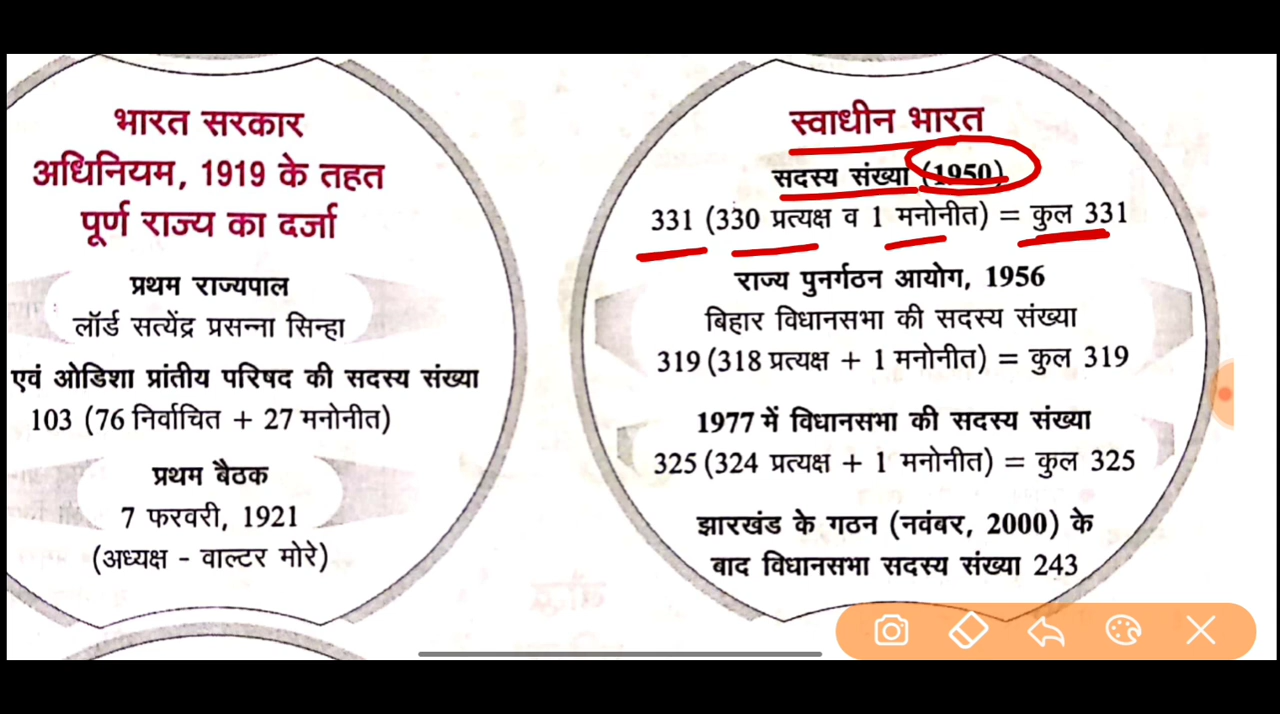 भारत सरकार
अधिनियम, 1919 के तहत
पूर्ण राज्य का दर्जा
प्रथम राज्यपाल
लॉर्ड सत्येंद्र प्रसन्ना सिन्हा
एवं ओडिशा प्रांतीय परिषद की सदस्य संख्या
103 (76 निर्वाचित + 27 मनोनीत)
प्रथम बैठक
7 फरवरी, 1921
(अध्यक्ष - वाल्टर मोरे)
स्वाधीन भारत
सदस्य संख्या (1950)
331 (330 प्रत्यक्ष व 1 मनोनीत) = कुल 331
राज्य पुनर्गठन आयोग, 1956
बिहार विधानसभा की सदस्य संख्या
319 (318 प्रत्यक्ष + 1 मनोनीत) = कुल 319
1977 में विधानसभा की सदस्य संख्या
325 (324 प्रत्यक्ष + 1 मनोनीत) = कुल 325
झारखंड के गठन (नवंबर, 2000) के
बाद विधानसभा सदस्य संख्या 243